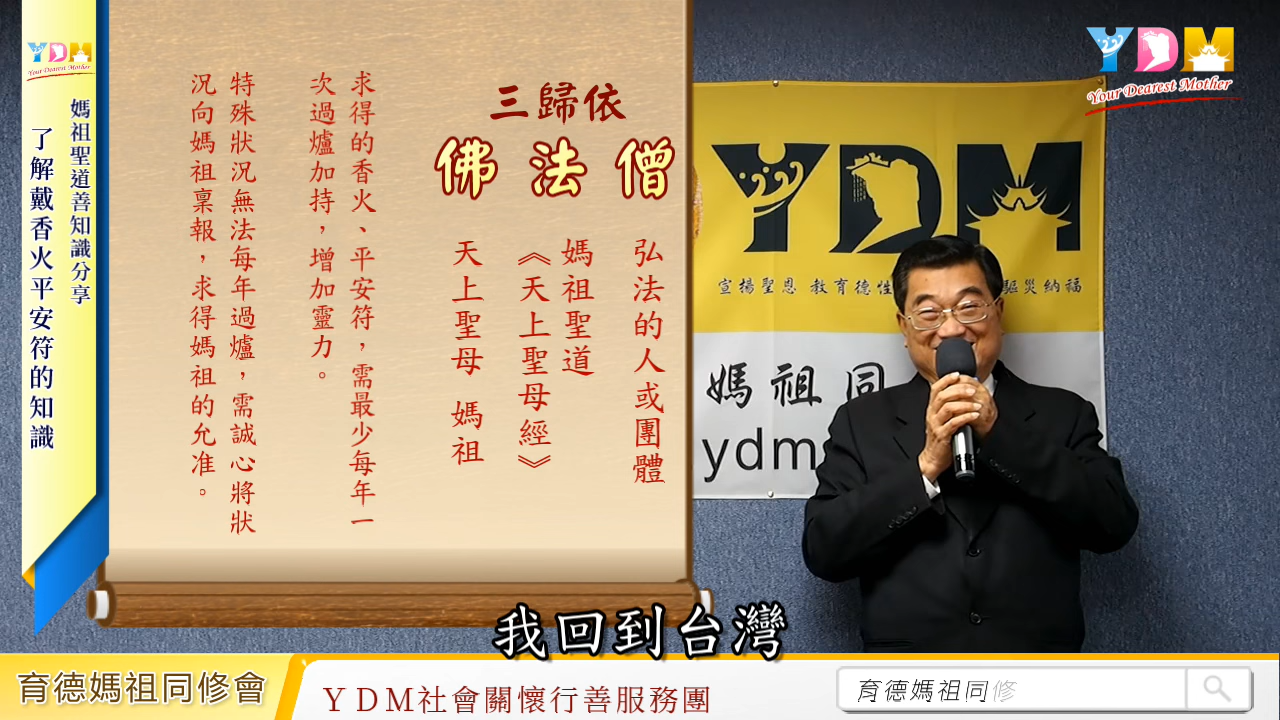 YDM
Your Dearest Mother
媽祖聖道善知識分享
了解戴香火平安符的知識
三歸依
佛 法 僧
弘法的人或團體
媽祖聖道
《天上聖母經》
天上聖母 媽祖
求得的香火、平安符，需最少每年一
次過爐加持，增加靈力。
特殊狀況無法每年過爐，需誠心將狀
況向媽祖稟報，求得媽祖的允准。
YDM
Your Dearest Mother
YDM
宣揚聖恩 教育德性 驅災納福
媽祖同
ydm
我回到台灣
育德媽祖同修會
YDM社會關懷行善服務團
育德媽祖同修